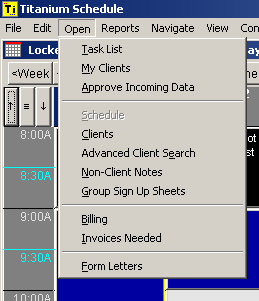 Ti Titanium Schedule
File Edit Open Reports Navigate View Con
Locke
ay
<Week
Task List
My Clients
Approve Incoming Data
Schedule
Clients
Advanced Client Search
Non-Client Notes
Group Sign Up Sheets
Billing
Invoices Needed
Form Letters
8:00A
8:30A
9:00A
9:30A
10:00A